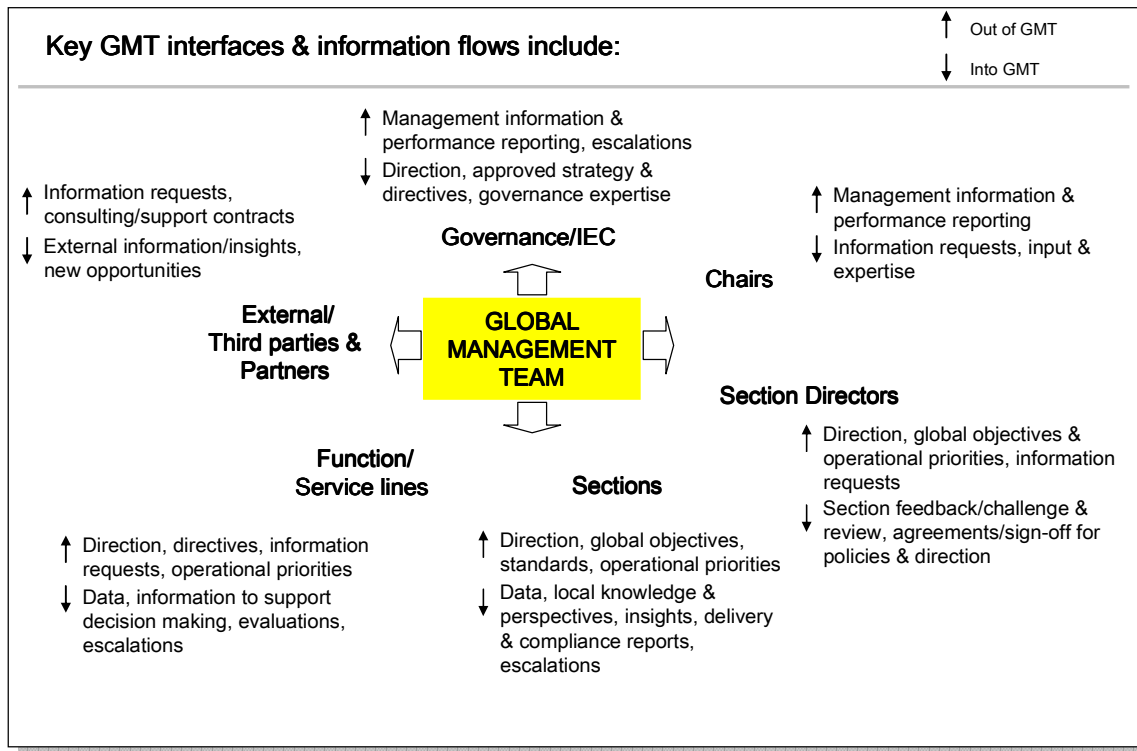 Key GMT interfaces & information flows include:
Out of GMT
Into GMT
Management information &
performance reporting, escalations
Direction, approved strategy &
directives, governance expertise
Governance/IEC
Information requests,
consulting/support contracts
External information/insights,
new opportunities
External/
Third parties &
Partners
Management information &
performance reporting
Information requests, input &
expertise
Chairs
GLOBAL
MANAGEMENT
TEAM
Section Directors
Direction, global objectives &
operational priorities, information
requests
Section feedback/challenge &
review, agreements/sign-off for
policies & direction
Function/
Service lines
Direction, directives, information
requests, operational priorities
Data, information to support
decision making, evaluations,
escalations
Sections
Direction, global objectives,
standards, operational priorities
Data, local knowledge &
perspectives, insights, delivery
& compliance reports,
escalations